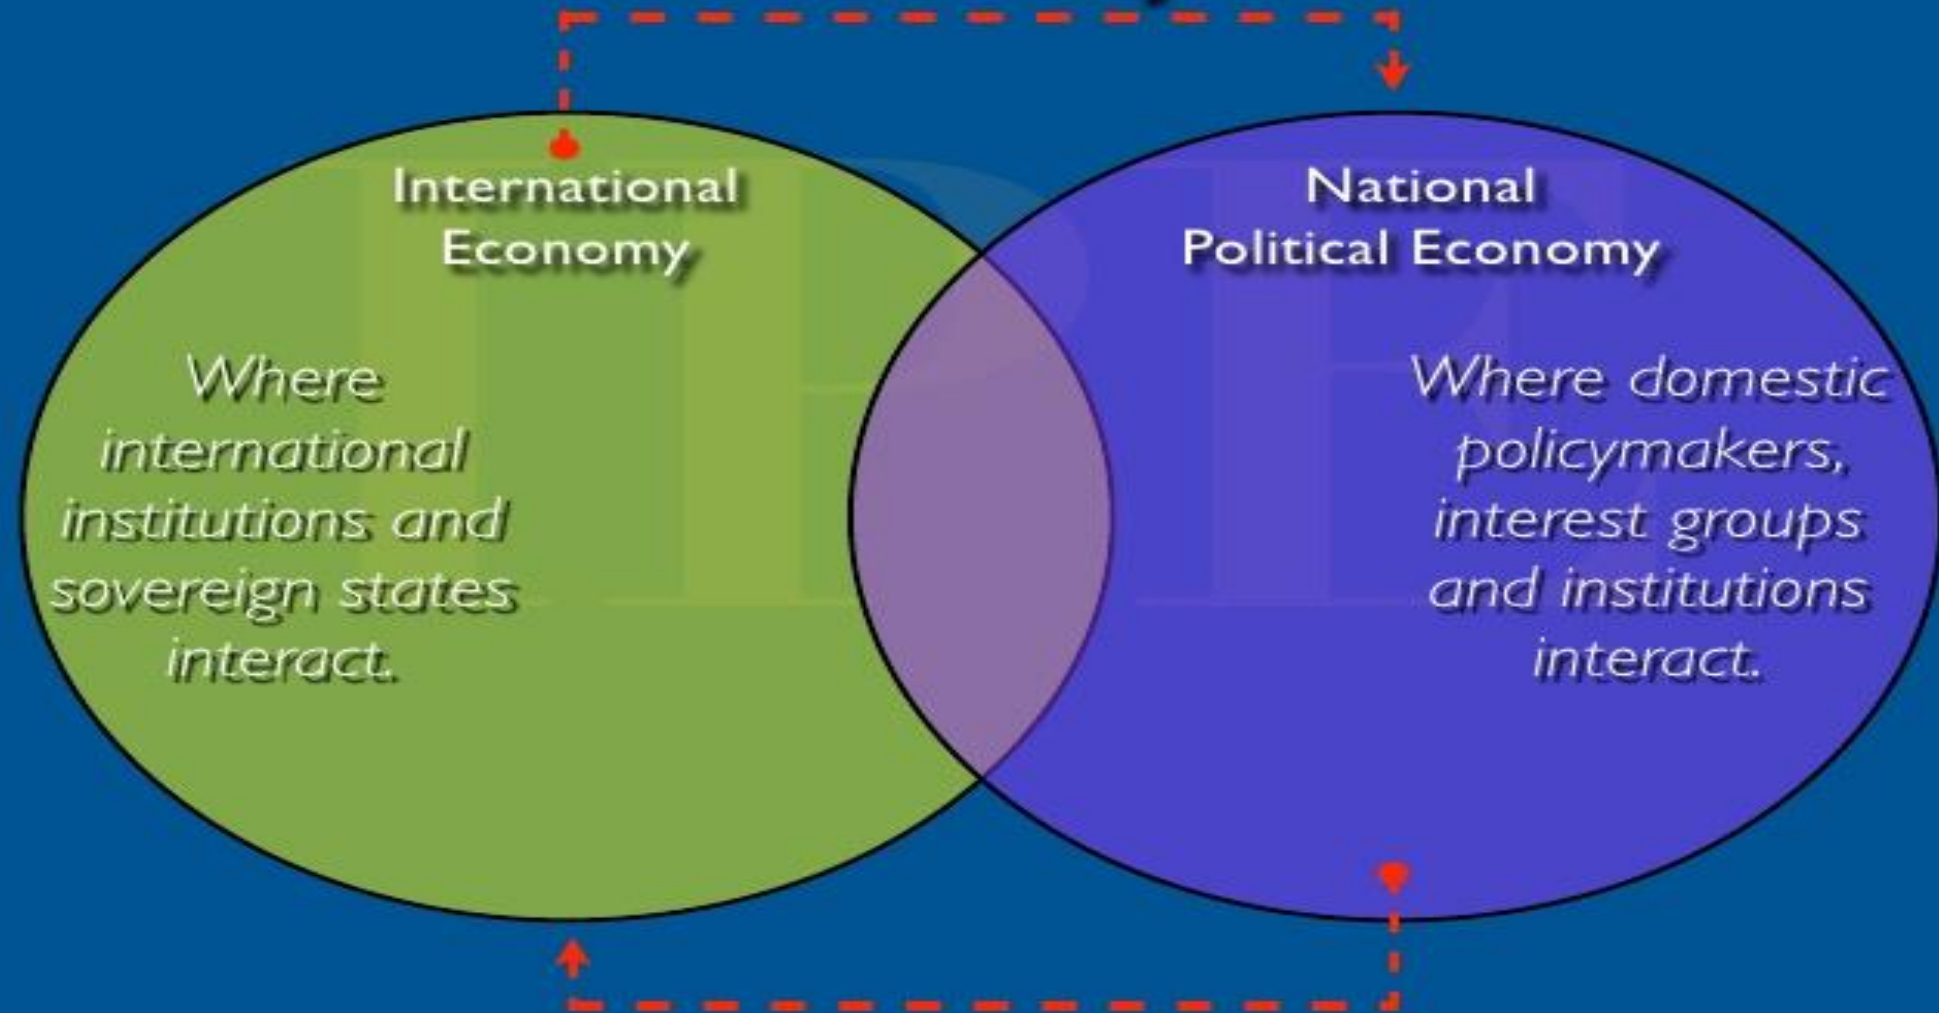 International
Economy
National
Political Economy
Where
international
institutions and
sovereign states
interact.
Where domestic
policymakers,
interest groups
and institutions
interact.
IPE